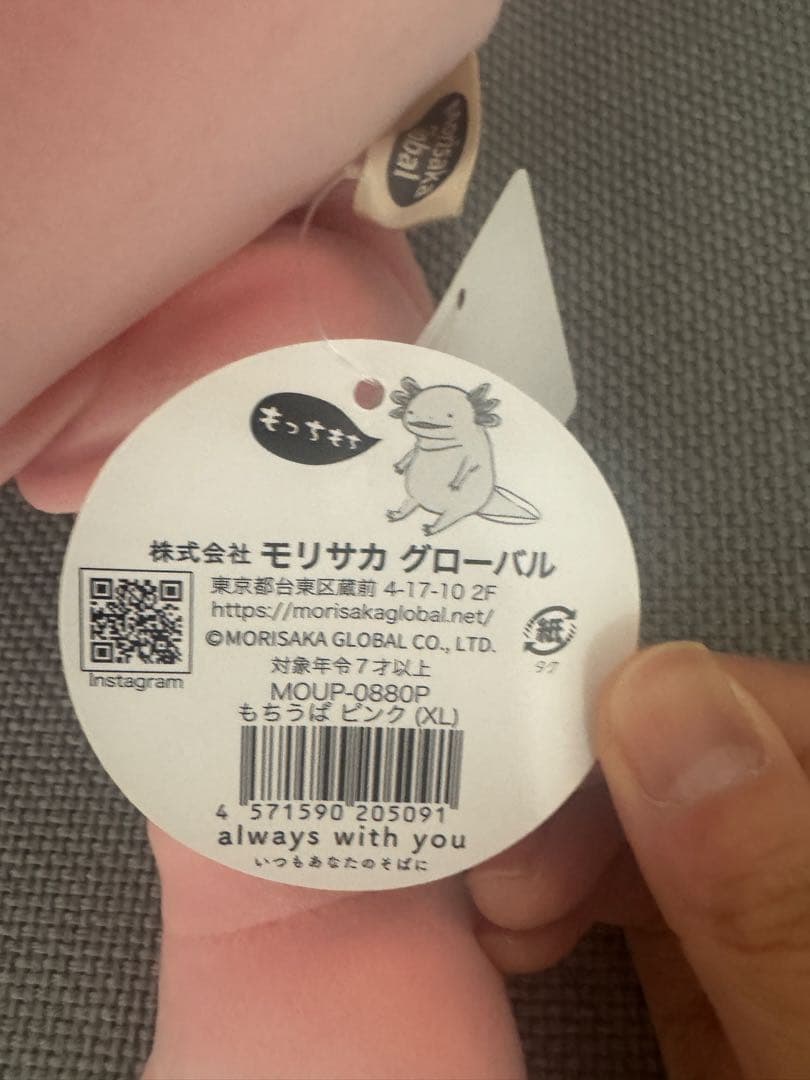 morisaka
obal
もっちもち
株式会社 モリサカ グローバル
東京都台東区蔵前 4-17-10 2F
https://morisakaglobal.net/
©MORISAKA GLOBAL CO., LTD.
紙
タグ
対象年令7才以上
Instagram
MOUP-0880P
もちうぱ ピンク (XL)
4 571590 205091
always with you
いつもあなたのそばに